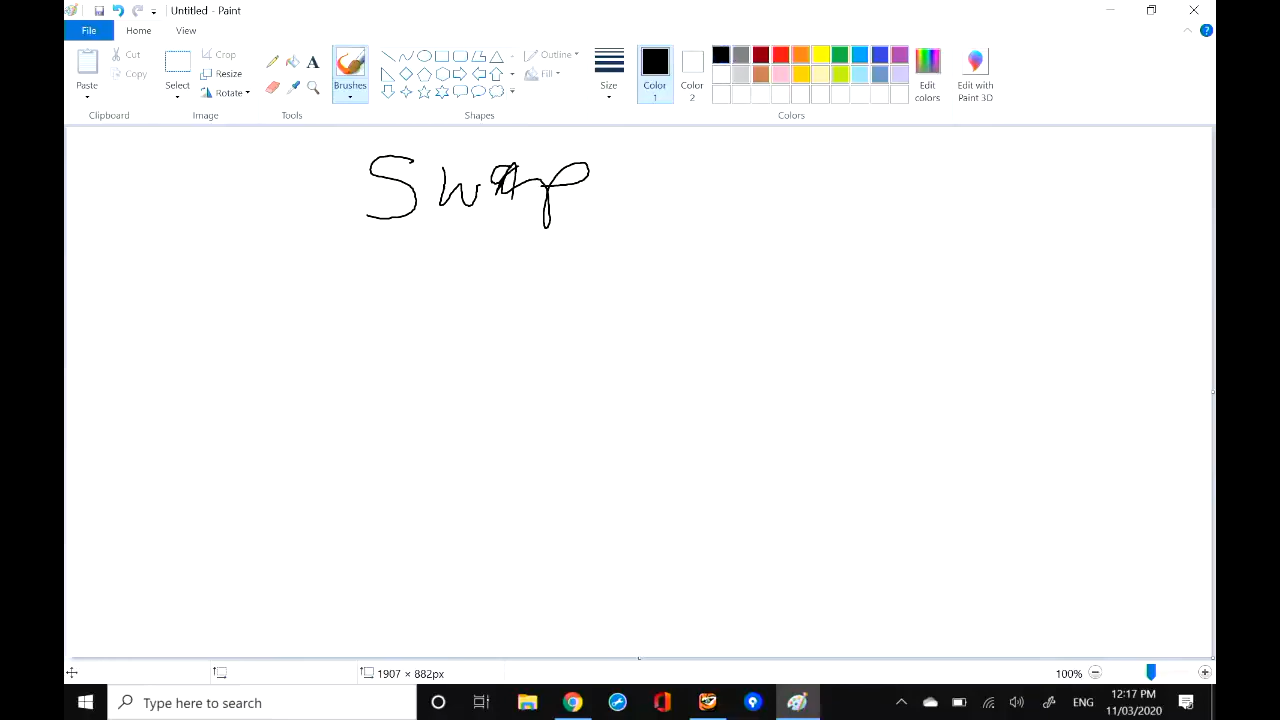 Untitled - Paint
File Home View
Paste Cut Copy Select Crop Resize Rotate Brushes Outline Fill Size Color 1 Color 2 Edit colors Edit with Paint 3D
Clipboard Image Tools Shapes Colors
Swap
1907 × 882px 100%
Type here to search ENG 12:17 PM 11/03/2020